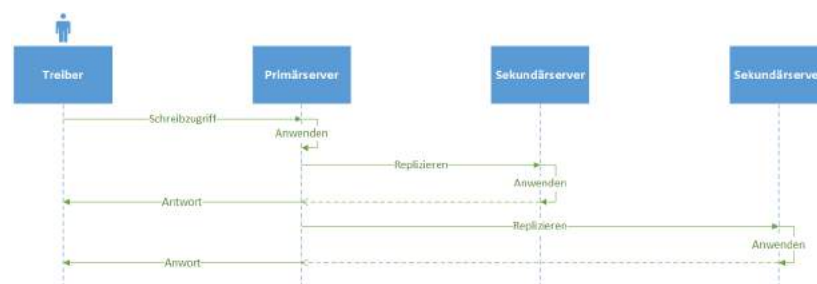 Treiber
Primärserver
Sekundärserver
Sekundärserve
Schreibzugriff
Anwenden
Replizieren
Anwenden
Antwort
Replizieren
Anwenden
Anwort